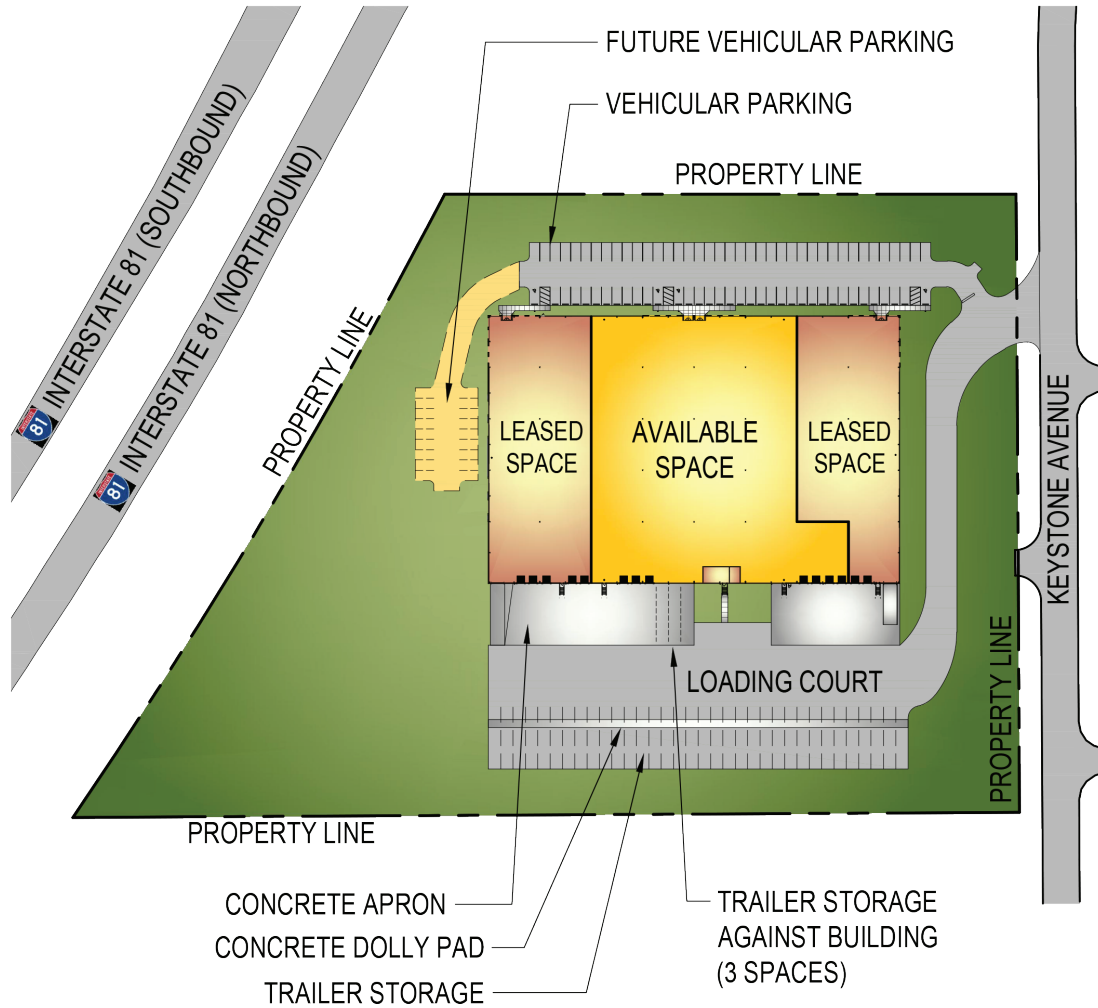 FUTURE VEHICULAR PARKING
VEHICULAR PARKING
PROPERTY LINE
INTERSTATE 81 (SOUTHBOUND)
81
INTERSTATE 81 (NORTHBOUND)
81
PROPERTY LINE
LEASED
SPACE
AVAILABLE
SPACE
LEASED
SPACE
KEYSTONE AVENUE
PROPERTY LINE
LOADING COURT
PROPERTY LINE
CONCRETE APRON
CONCRETE DOLLY PAD
TRAILER STORAGE
TRAILER STORAGE
AGAINST BUILDING
(3 SPACES)